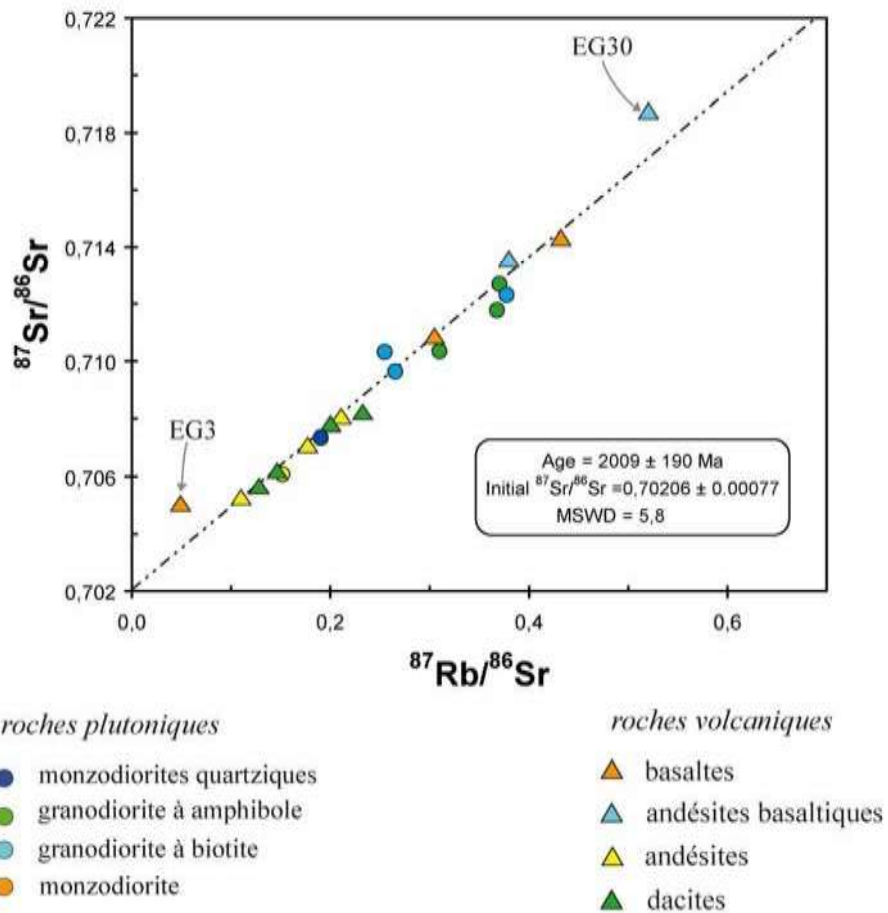 0,722
0,718
0,714
0,710
0,706
0,702
0,0
0,2
0,4
0,6
87Sr/86Sr
87Rb/86Sr
EG30
EG3
Age = 2009 ± 190 Ma
Initial 87Sr/86Sr =0,70206 ± 0.00077
MSWD = 5,8
roches plutoniques
monzodiorites quartziques
granodiorite à amphibole
granodiorite à biotite
monzodiorite
roches volcaniques
basaltes
andésites basaltiques
andésites
dacites